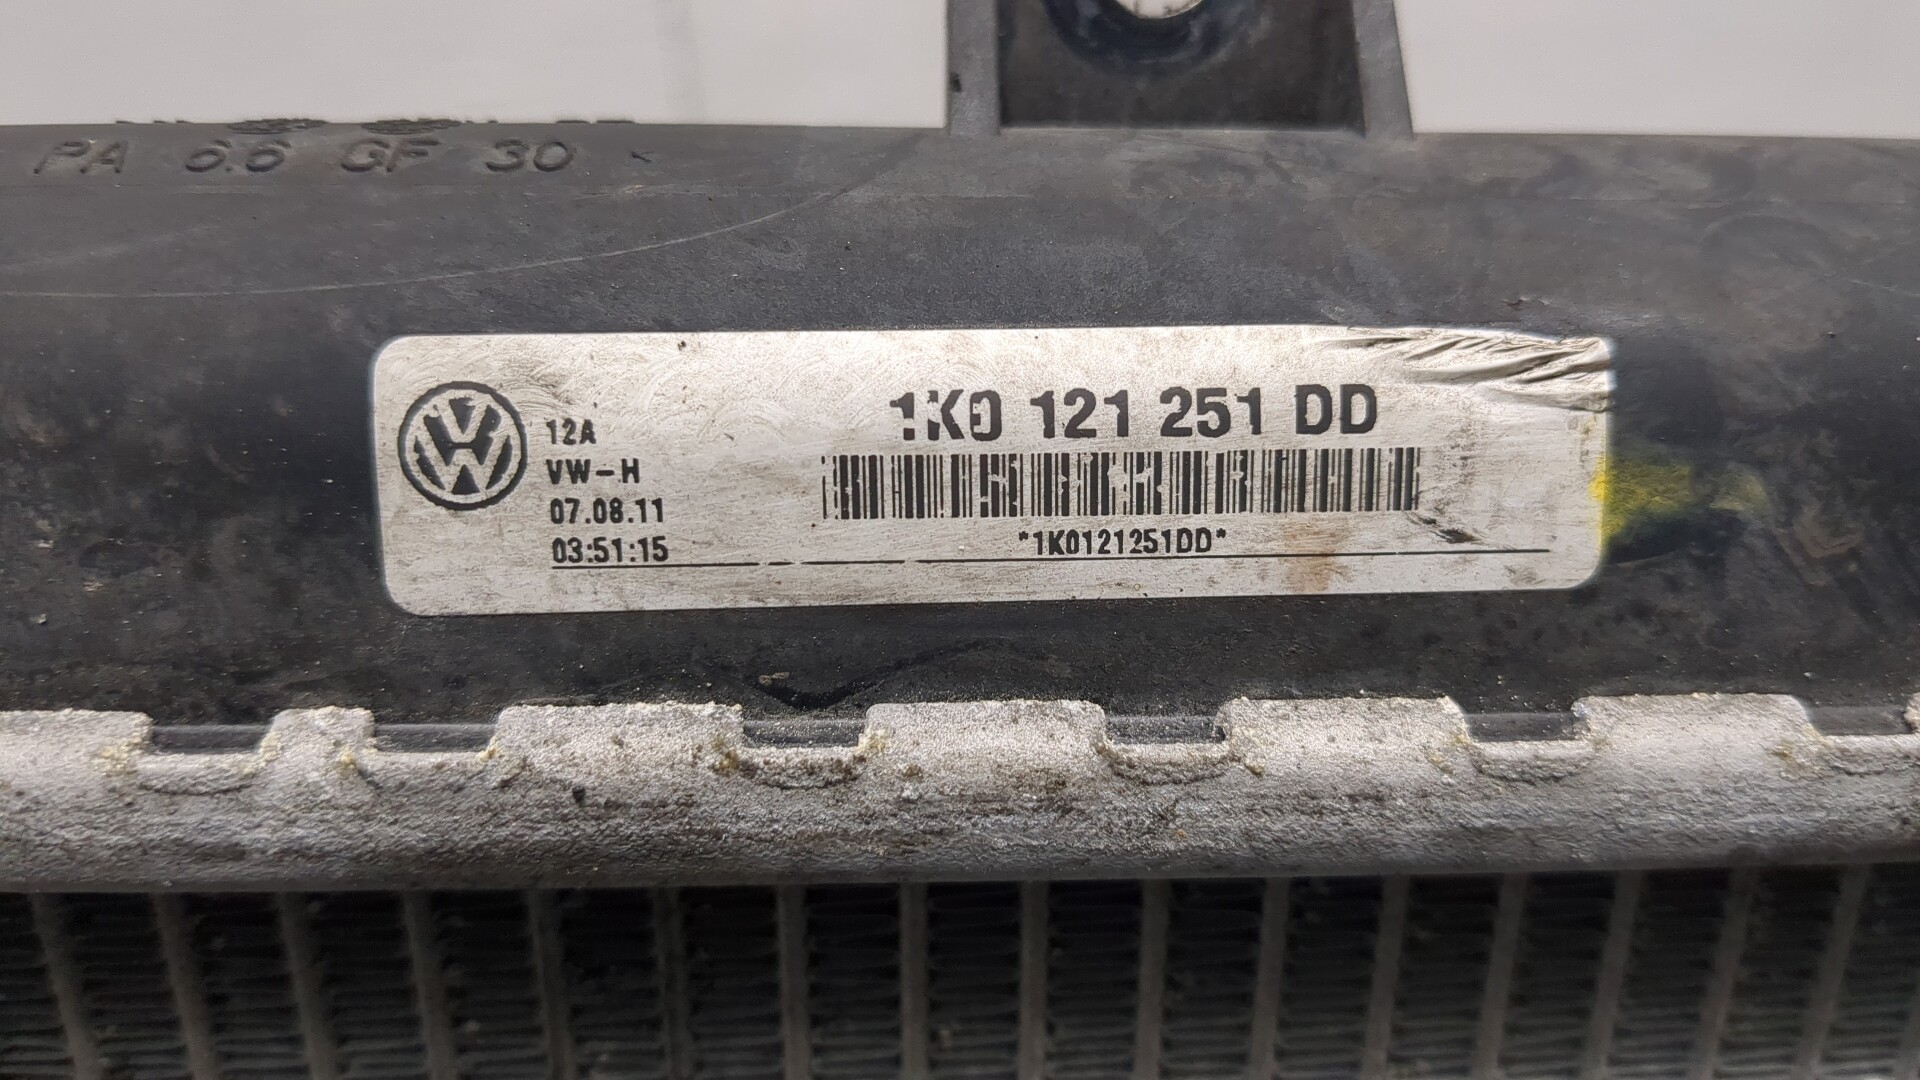 PA 6.6 GF 30
12A
VW-H
07.08.11
03:51:15
1K0 121 251 DD
*1K0121251DD*